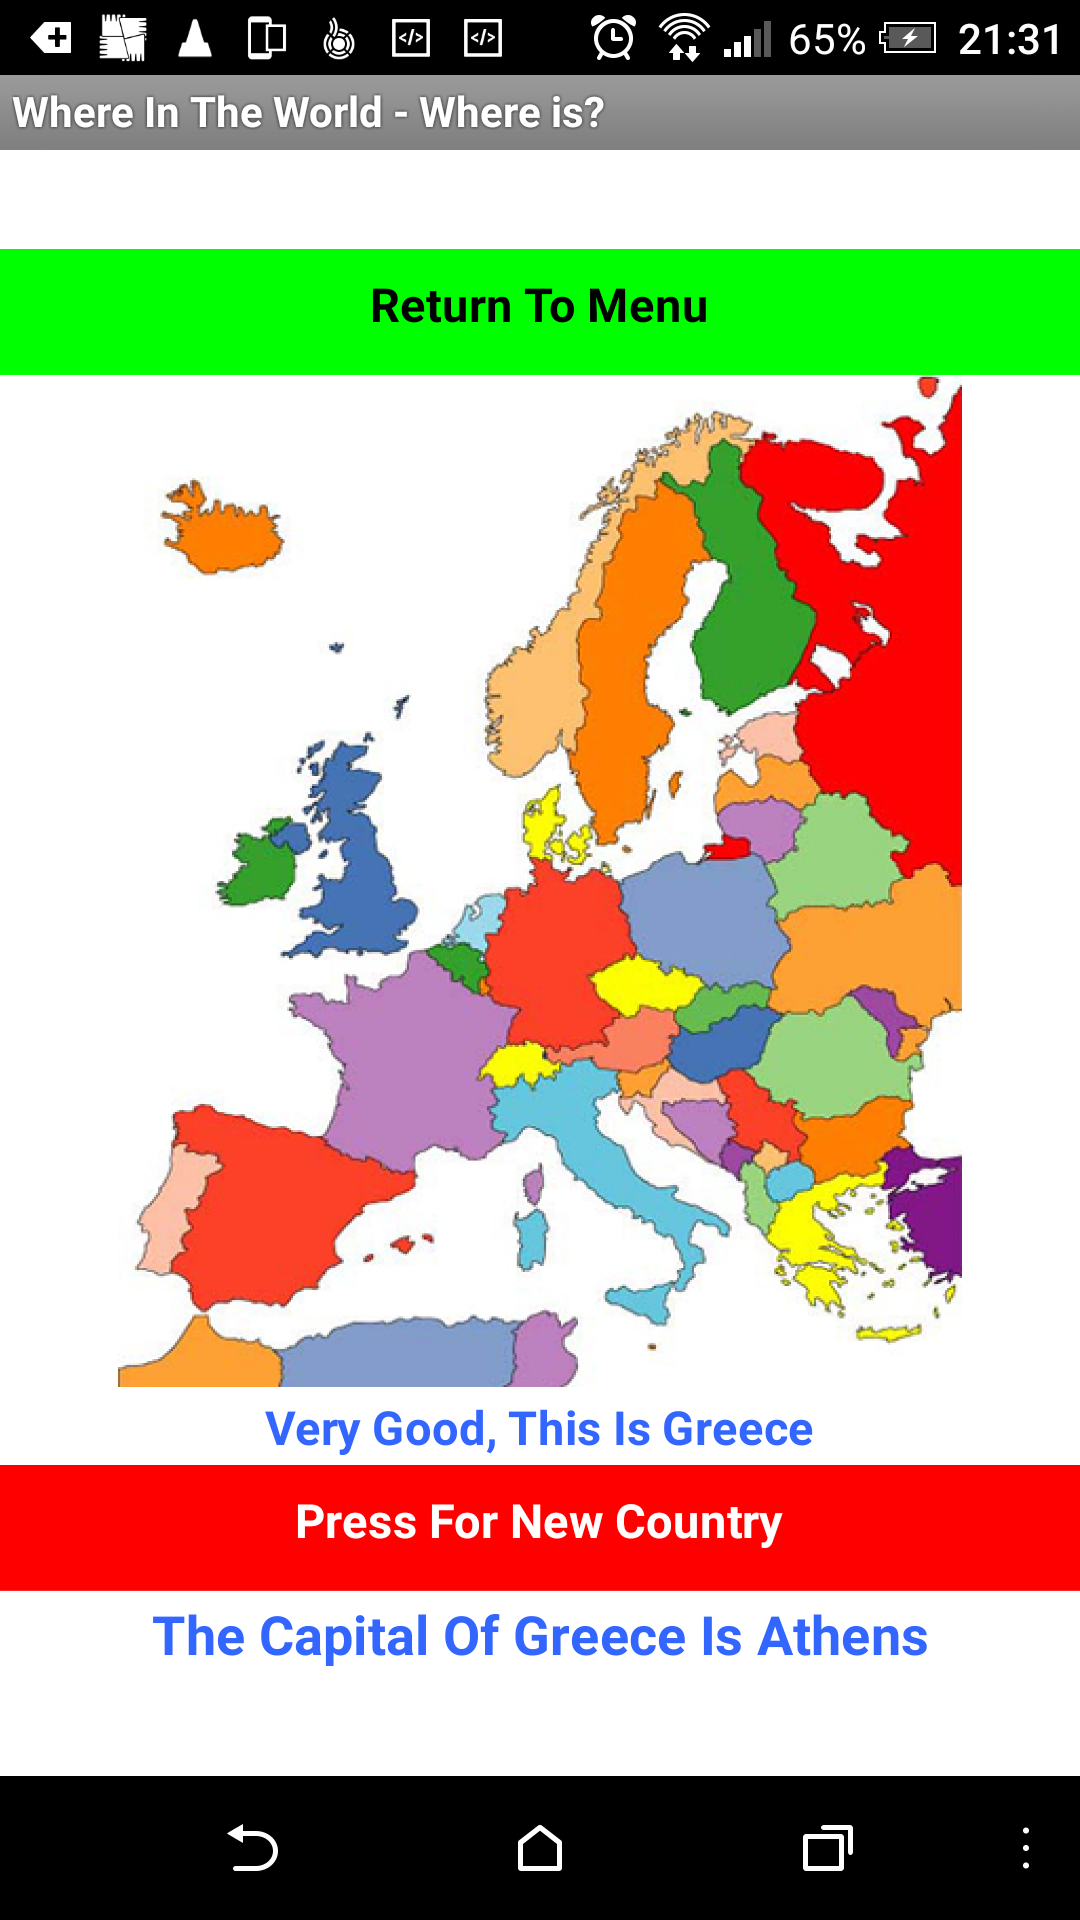 65% 21:31
Where In The World - Where is?
Return To Menu
Very Good, This Is Greece
Press For New Country
The Capital Of Greece Is Athens